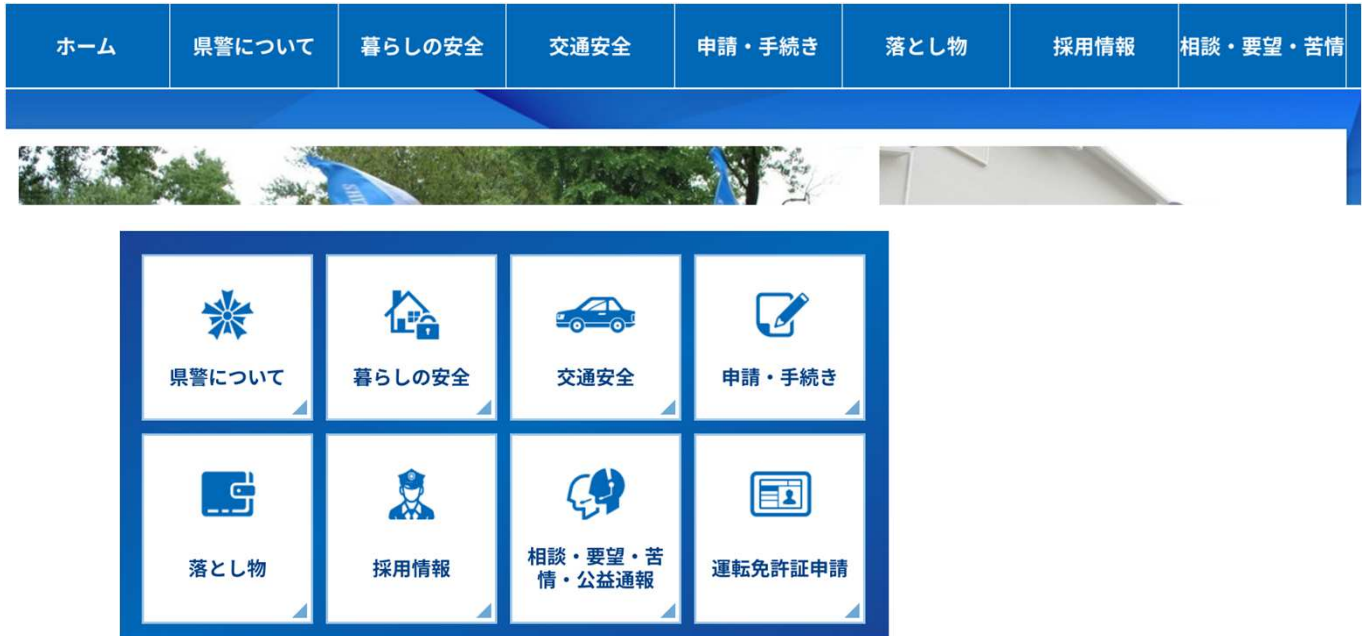 ホーム
県警について
暮らしの安全
交通安全
申請・手続き
落とし物
採用情報
相談・要望・苦情
県警について
暮らしの安全
交通安全
申請・手続き
落とし物
採用情報
相談・要望・苦
情・公益通報
運転免許証申請